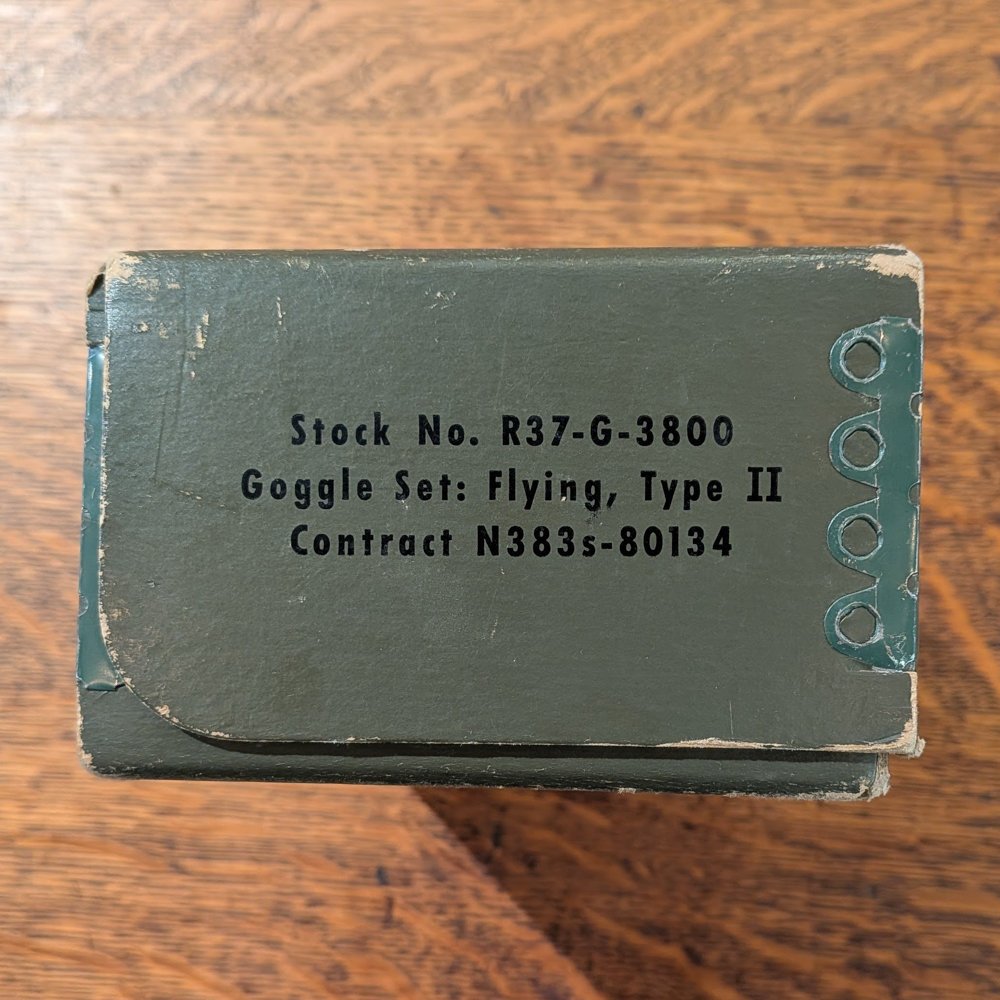 Stock No. R37-G-3800
Goggle Set: Flying, Type II
Contract N383s-80134